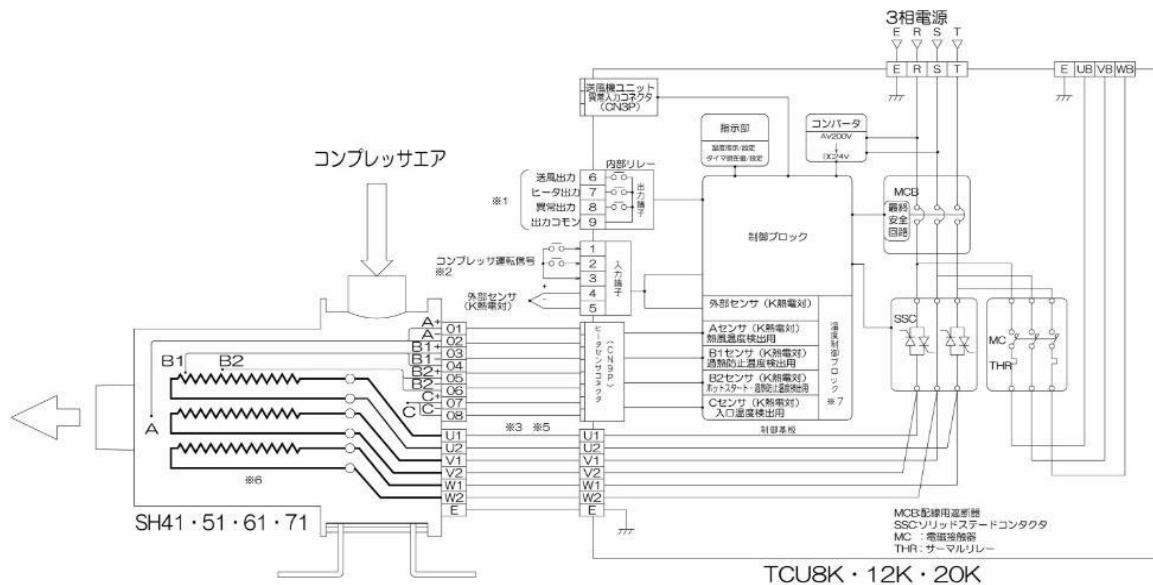 3相電源
E R S T
E R S T
E UB VB WB
送風機ユニット
異常入力コネクタ
(CN3P)
指示部
温度指示/設定
タイマ現在値/設定
コンバータ
AV200V
DC24V
コンプレッサエア
内部リレー
※1
送風出力 6
ヒータ出力 7
異常出力 8
出力コモン 9
出力端子
MCB
最終
安全
回路
制御ブロック
コンプレッサ運転信号
※2
1
2
3
4
5
入力端子
+
-
外部センサ
(K熱電対)
外部センサ(K熱電対)
Aセンサ(K熱電対)
熱風温度検出用
B1センサ(K熱電対)
過熱防止温度検出用
B2センサ(K熱電対)
ホットスタート・過熱防止温度検出用
Cセンサ(K熱電対)
入口温度検出用
温度制御ブロック
※7
制御基板
SSC
MC
THR
ヒータセンサコネクタ
(CN9P)
A+ 01
A- 02
B1+ 03
B1- 04
B2+ 05
B2- 06
C+ 07
C- 08
B1 B2
A
C
※3 ※5
※6
U1 U1
U2 U2
V1 V1
V2 V2
W1 W1
W2 W2
E E
SH41・51・61・71
MCB:配線用遮断器
SSC:ソリッドステードコンタクタ
MC :電磁接触器
THR:サーマルリレー
TCU8K・12K・20K